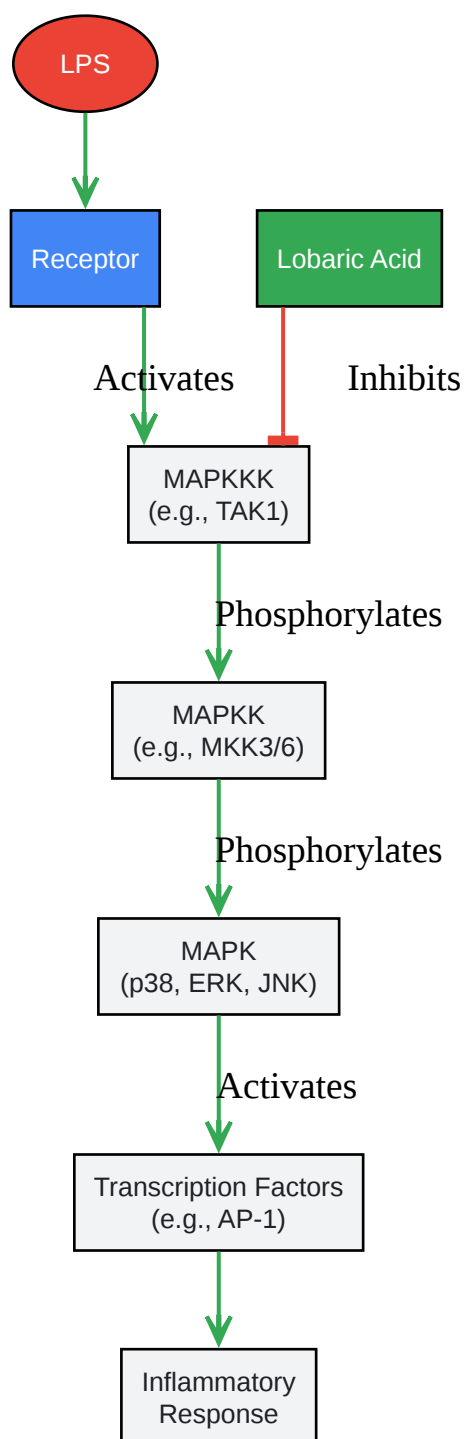 LPS
Receptor
Lobaric Acid
Activates
Inhibits
MAPKKK
(e.g., TAK1)
Phosphorylates
MAPKK
(e.g., MKK3/6)
Phosphorylates
MAPK
(p38, ERK, JNK)
Activates
Transcription Factors
(e.g., AP-1)
Inflammatory
Response